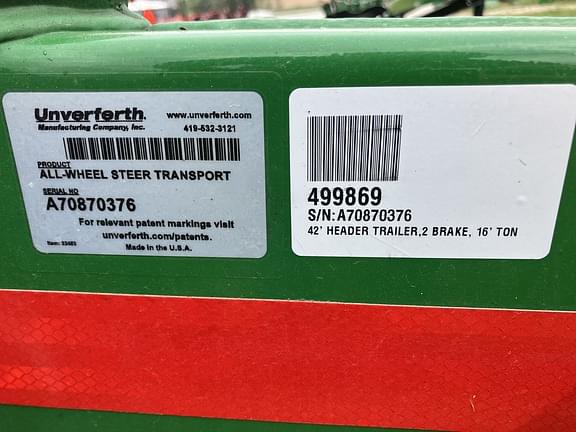 Unverferth.
www.unverferth.com
Manufacturing Company, Inc.
419-532-3121
PRODUCT
ALL-WHEEL STEER TRANSPORT
SERIAL NO
A70870376
For relevant patent markings visit
unverferth.com/patents.
Made in the U.S.A.
499869
S/N:A70870376
42' HEADER TRAILER,2 BRAKE, 16' TON